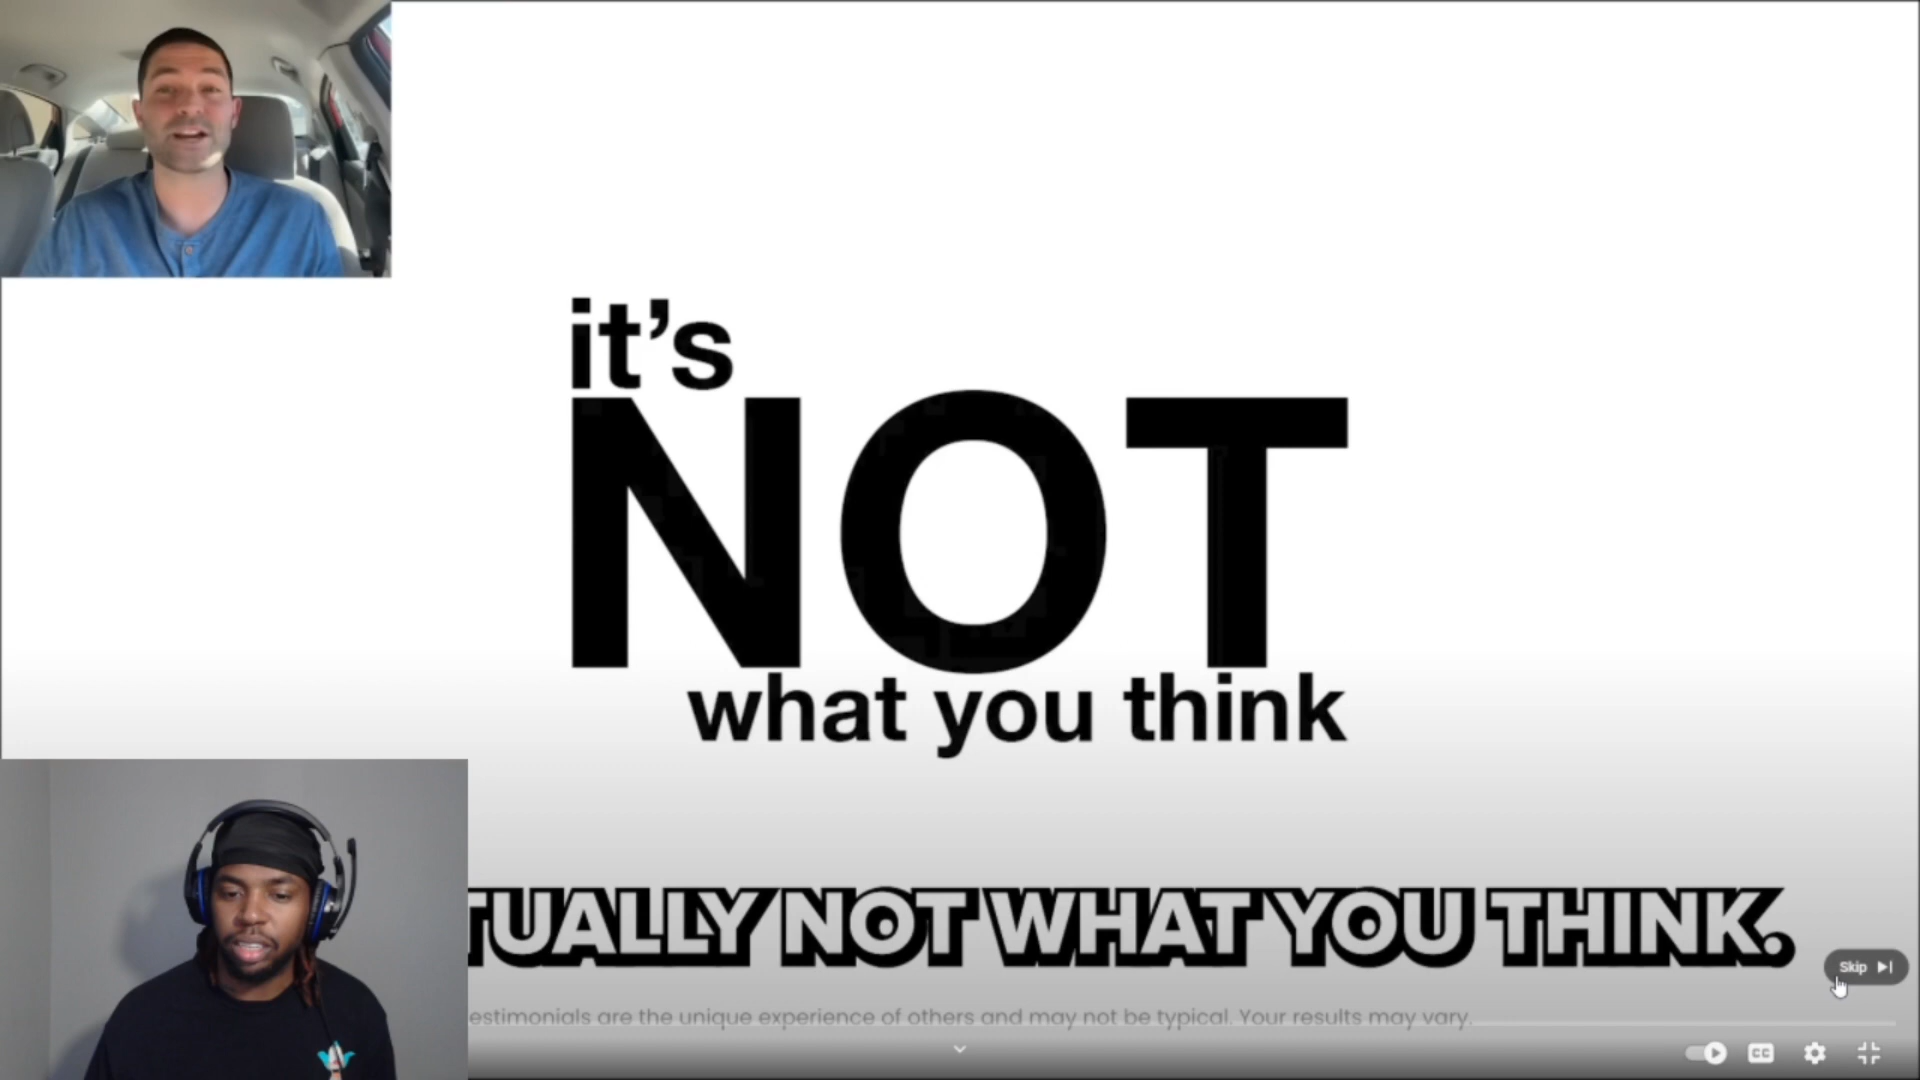 it's
NOT
what you think
TUALLY NOT WHAT YOU THINK.
Skip
estimonials are the unique experience of others and may not be typical. Your results may vary.
CC